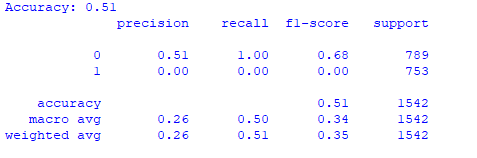 Accuracy: 0.51
precision recall f1-score support
0 0.51 1.00 0.68 789
1 0.00 0.00 0.00 753
accuracy 0.51 1542
macro avg 0.26 0.50 0.34 1542
weighted avg 0.26 0.51 0.35 1542